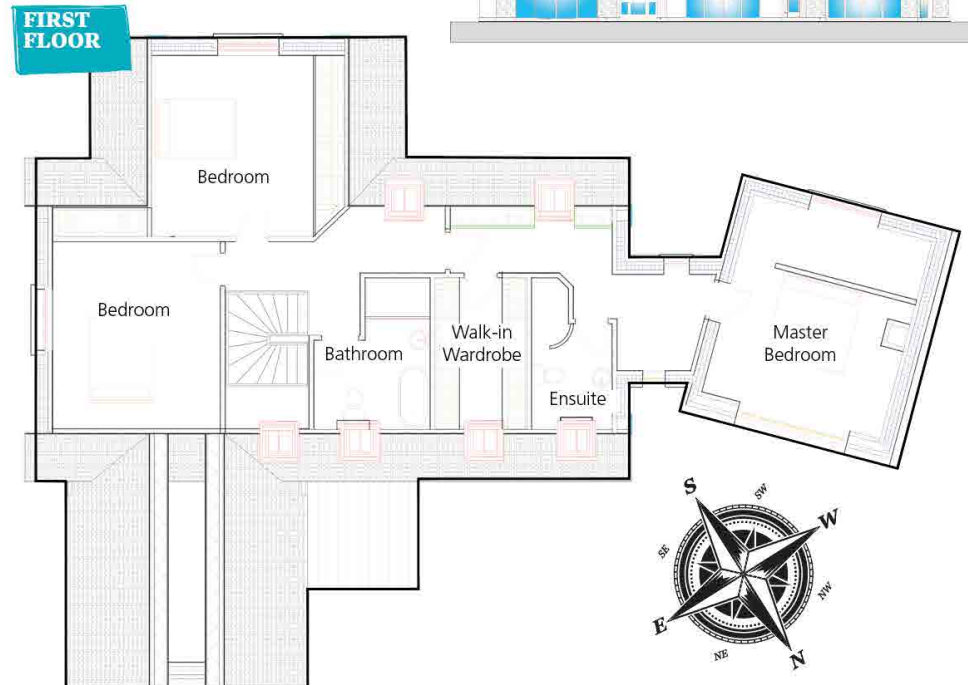 FIRST
FLOOR
Bedroom
Bedroom
Bathroom
Walk-in
Wardrobe
Ensuite
Master
Bedroom
S
SW
W
SE
NW
E
NE
N